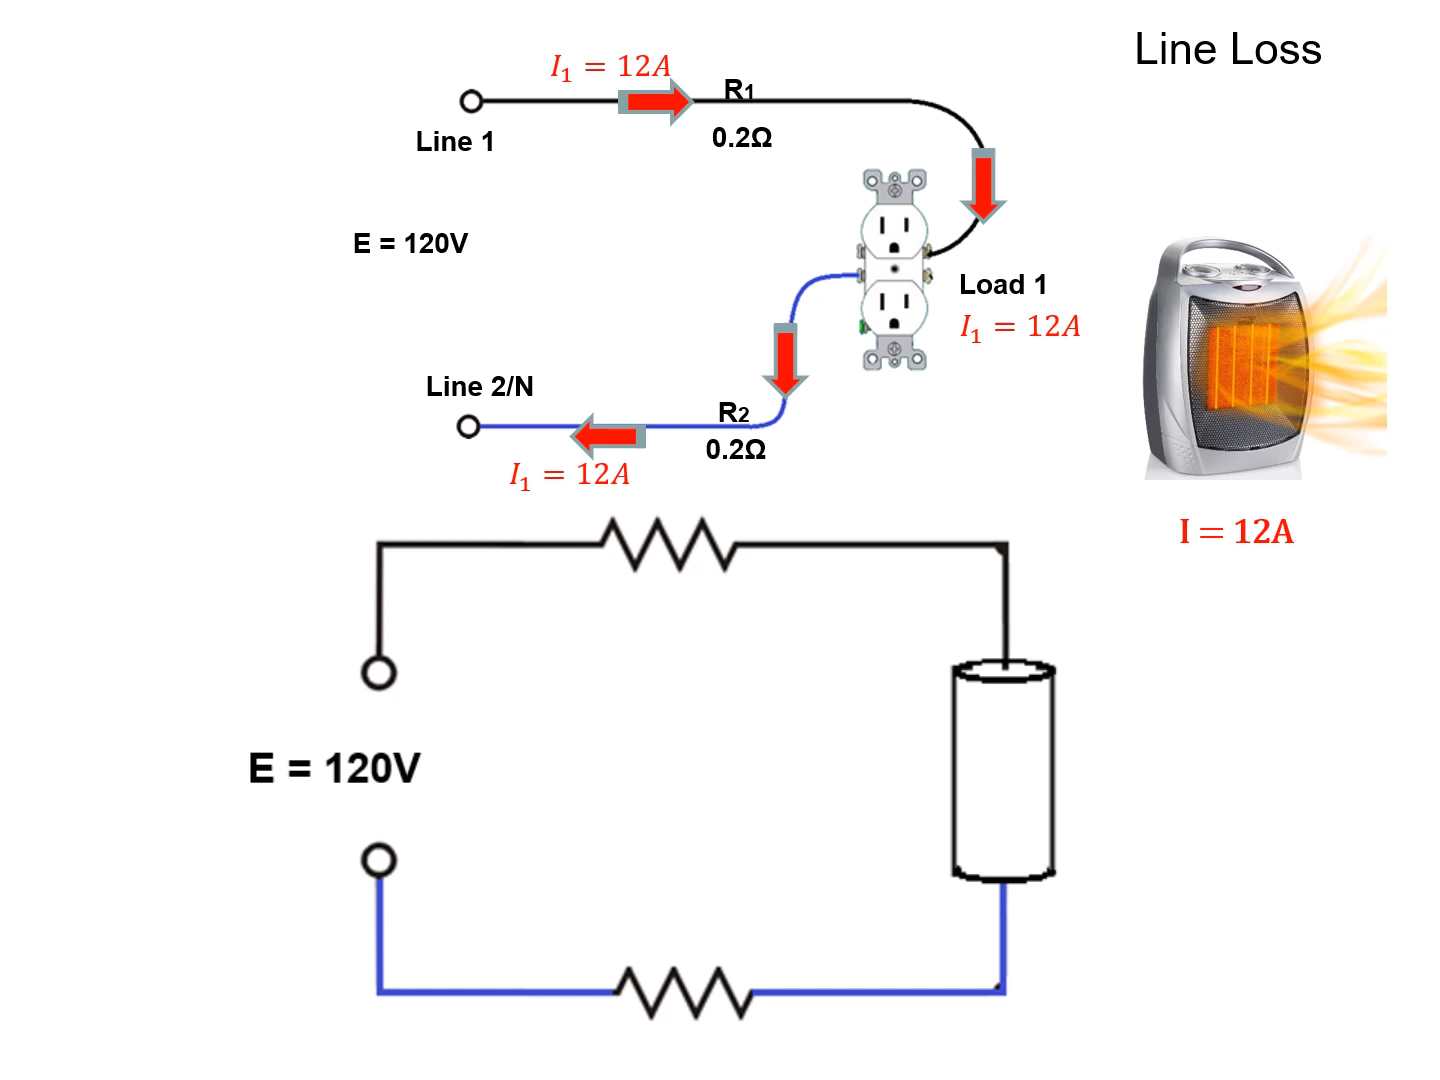 Line Loss
I₁ = 12A
R1
0.2Ω
Line 1
E = 120V
Load 1
I₁ = 12A
Line 2/N
R2
0.2Ω
I₁ = 12A
I = 12A
E = 120V